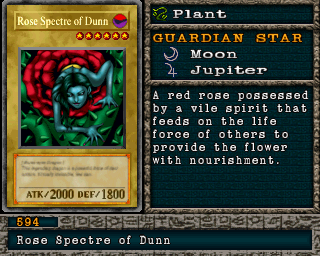 Rose Spectre of Dunn
ATK/2000 DEF/1800
Plant
GUARDIAN STAR
Moon
Jupiter
A red rose possessed
by a vile spirit that
feeds on the life
force of others to
provide the flower
with nourishment.
594
Rose Spectre of Dunn